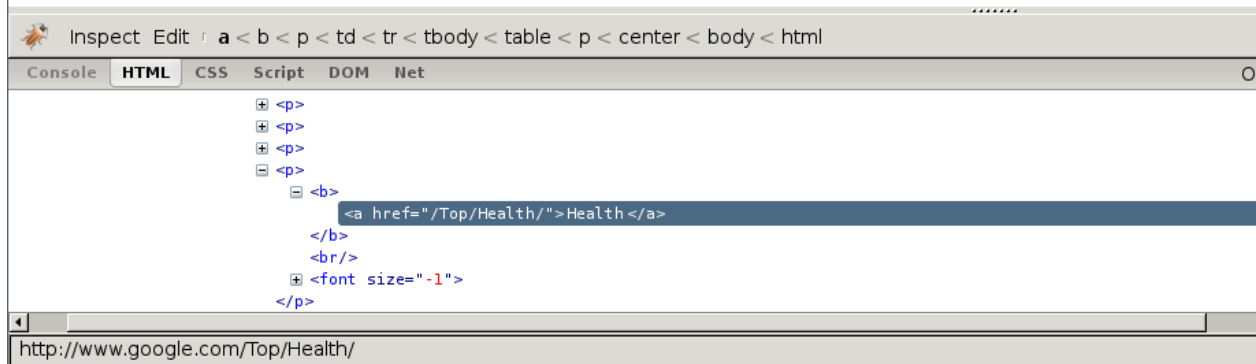 Inspect Edit a < b < p < td < tr < tbody < table < p < center < body < html
Console HTML CSS Script DOM Net
<p>
<p>
<p>
<p>
<b>
<a href="/Top/Health/">Health</a>
</b>
<br/>
<font size="-1">
</p>
http://www.google.com/Top/Health/